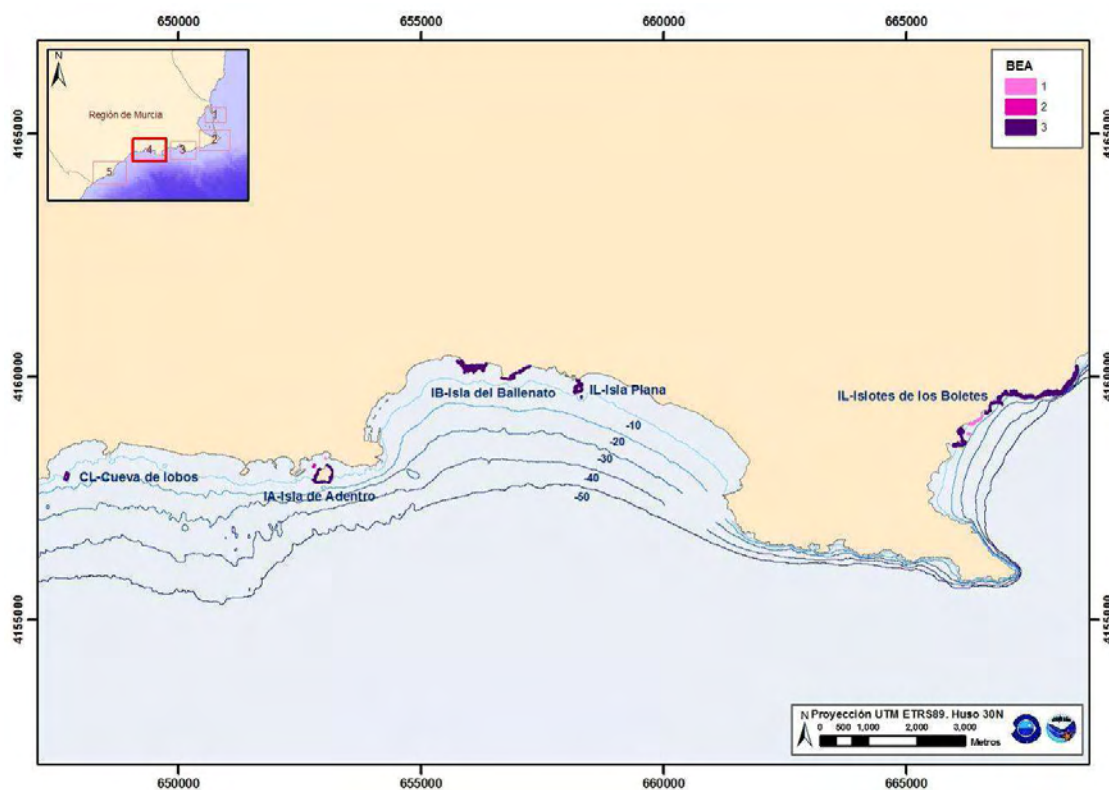 650000 655000 660000 665000
N
Región de Murcia
1
2
3
4
5
BEA
1
2
3
4165000 4165000
4160000 4160000
4155000 4155000
IB-Isla del Ballenato
IL-Isla Plana
IL-Islotes de los Boletes
CL-Cueva de lobos
IA-Isla de Adentro
-10
-20
-30
-40
-50
N Proyección UTM ETRS89. Huso 30N
0 500 1,000 2,000 3,000
Metros
650000 655000 660000 665000